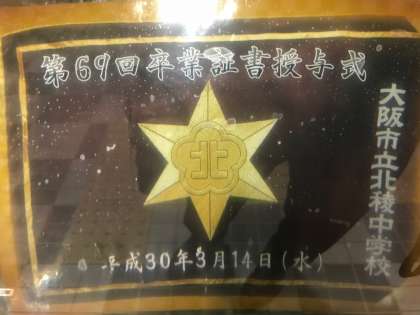 第69回卒業証書授与式
大阪市立北稜中学校
北
平成30年3月14日(水)